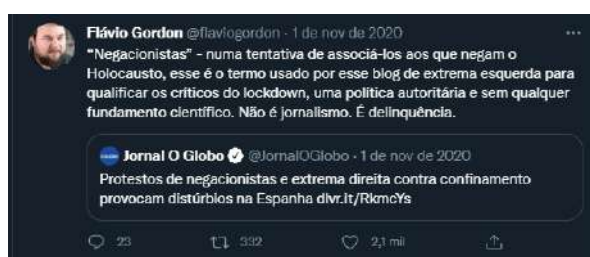 Flávio Gordon @flaviogordon · 1 de nov de 2020
"Negacionistas" - numa tentativa de associá-los aos que negam o
Holocausto, esse é o termo usado por esse blog de extrema esquerda para
qualificar os críticos do lockdown, uma política autoritária e sem qualquer
fundamento científico. Não é jornalismo. É delinquência.
Jornal O Globo @JornalOGlobo · 1 de nov de 2020
Protestos de negacionistas e extrema direita contra confinamento
provocam distúrbios na Espanha dlvr.it/RkmcYs
23 332 2,1 mil